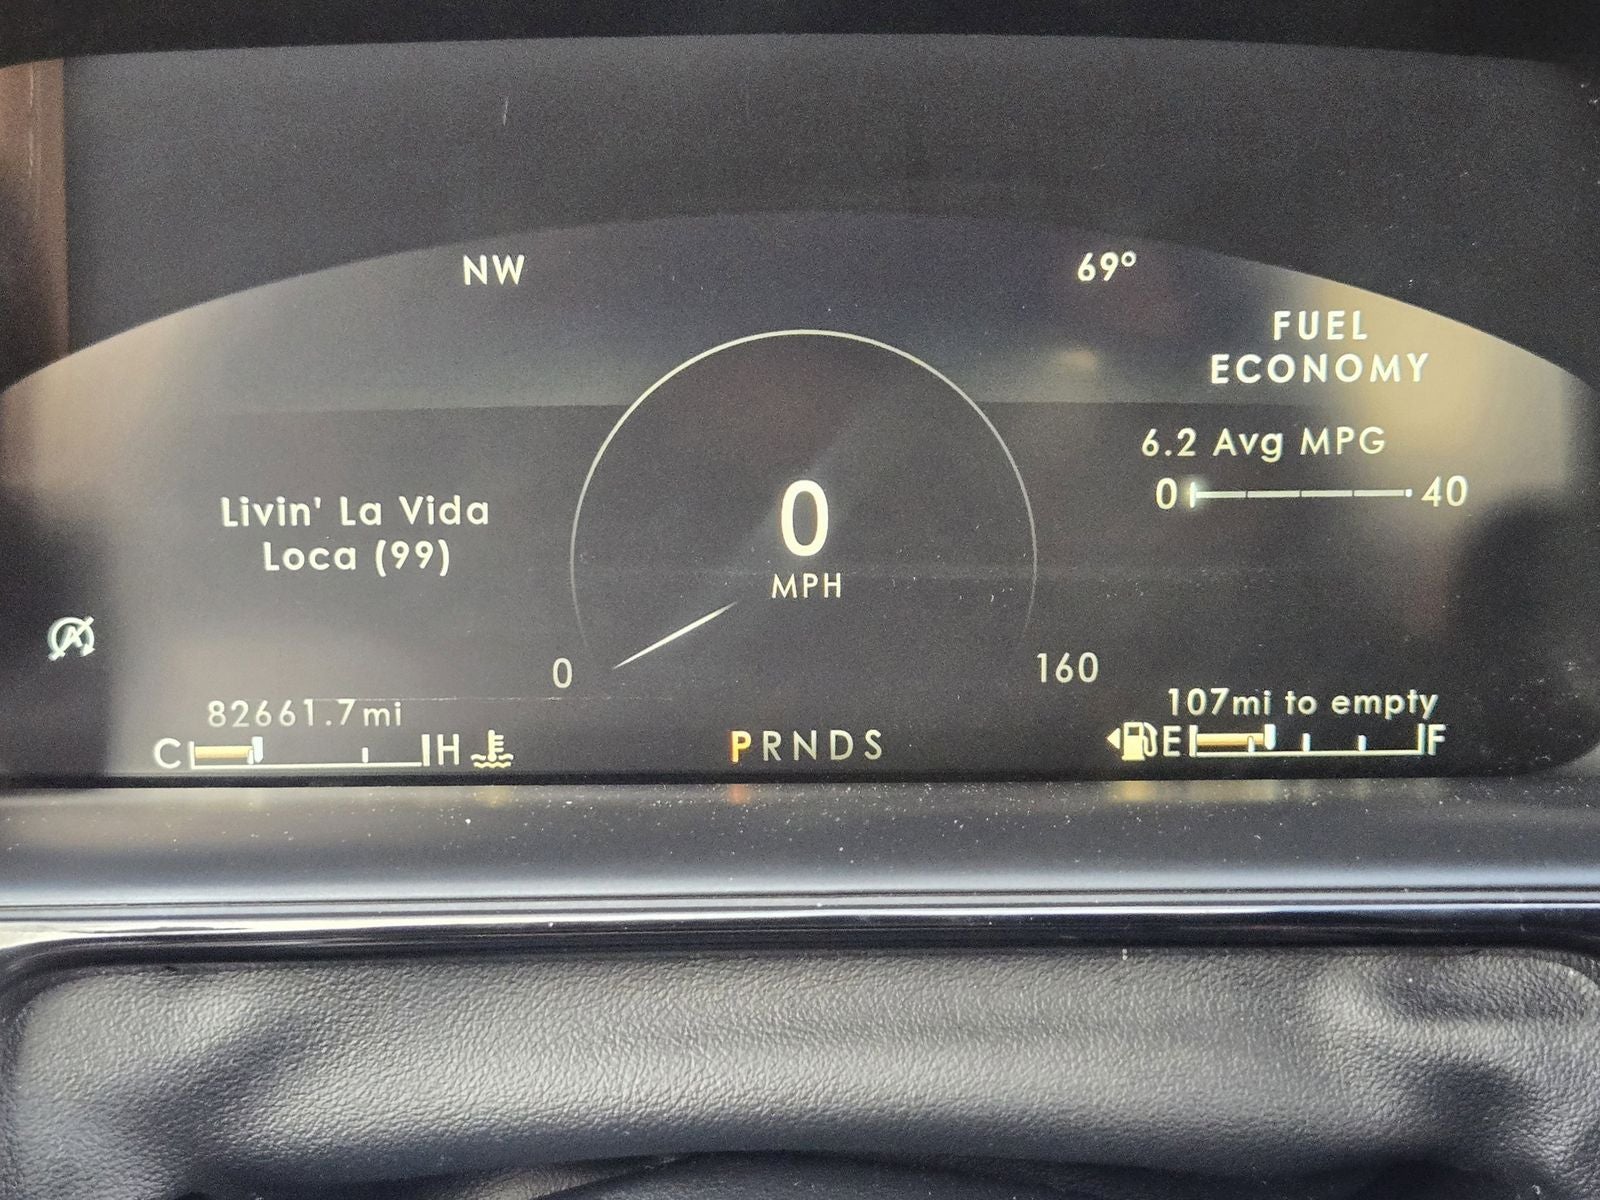 NW
69°
FUEL
ECONOMY
6.2 Avg MPG
0 40
Livin' La Vida
Loca (99)
0
MPH
A
0
160
82661.7mi
107mi to empty
C H
PRNDS
E F